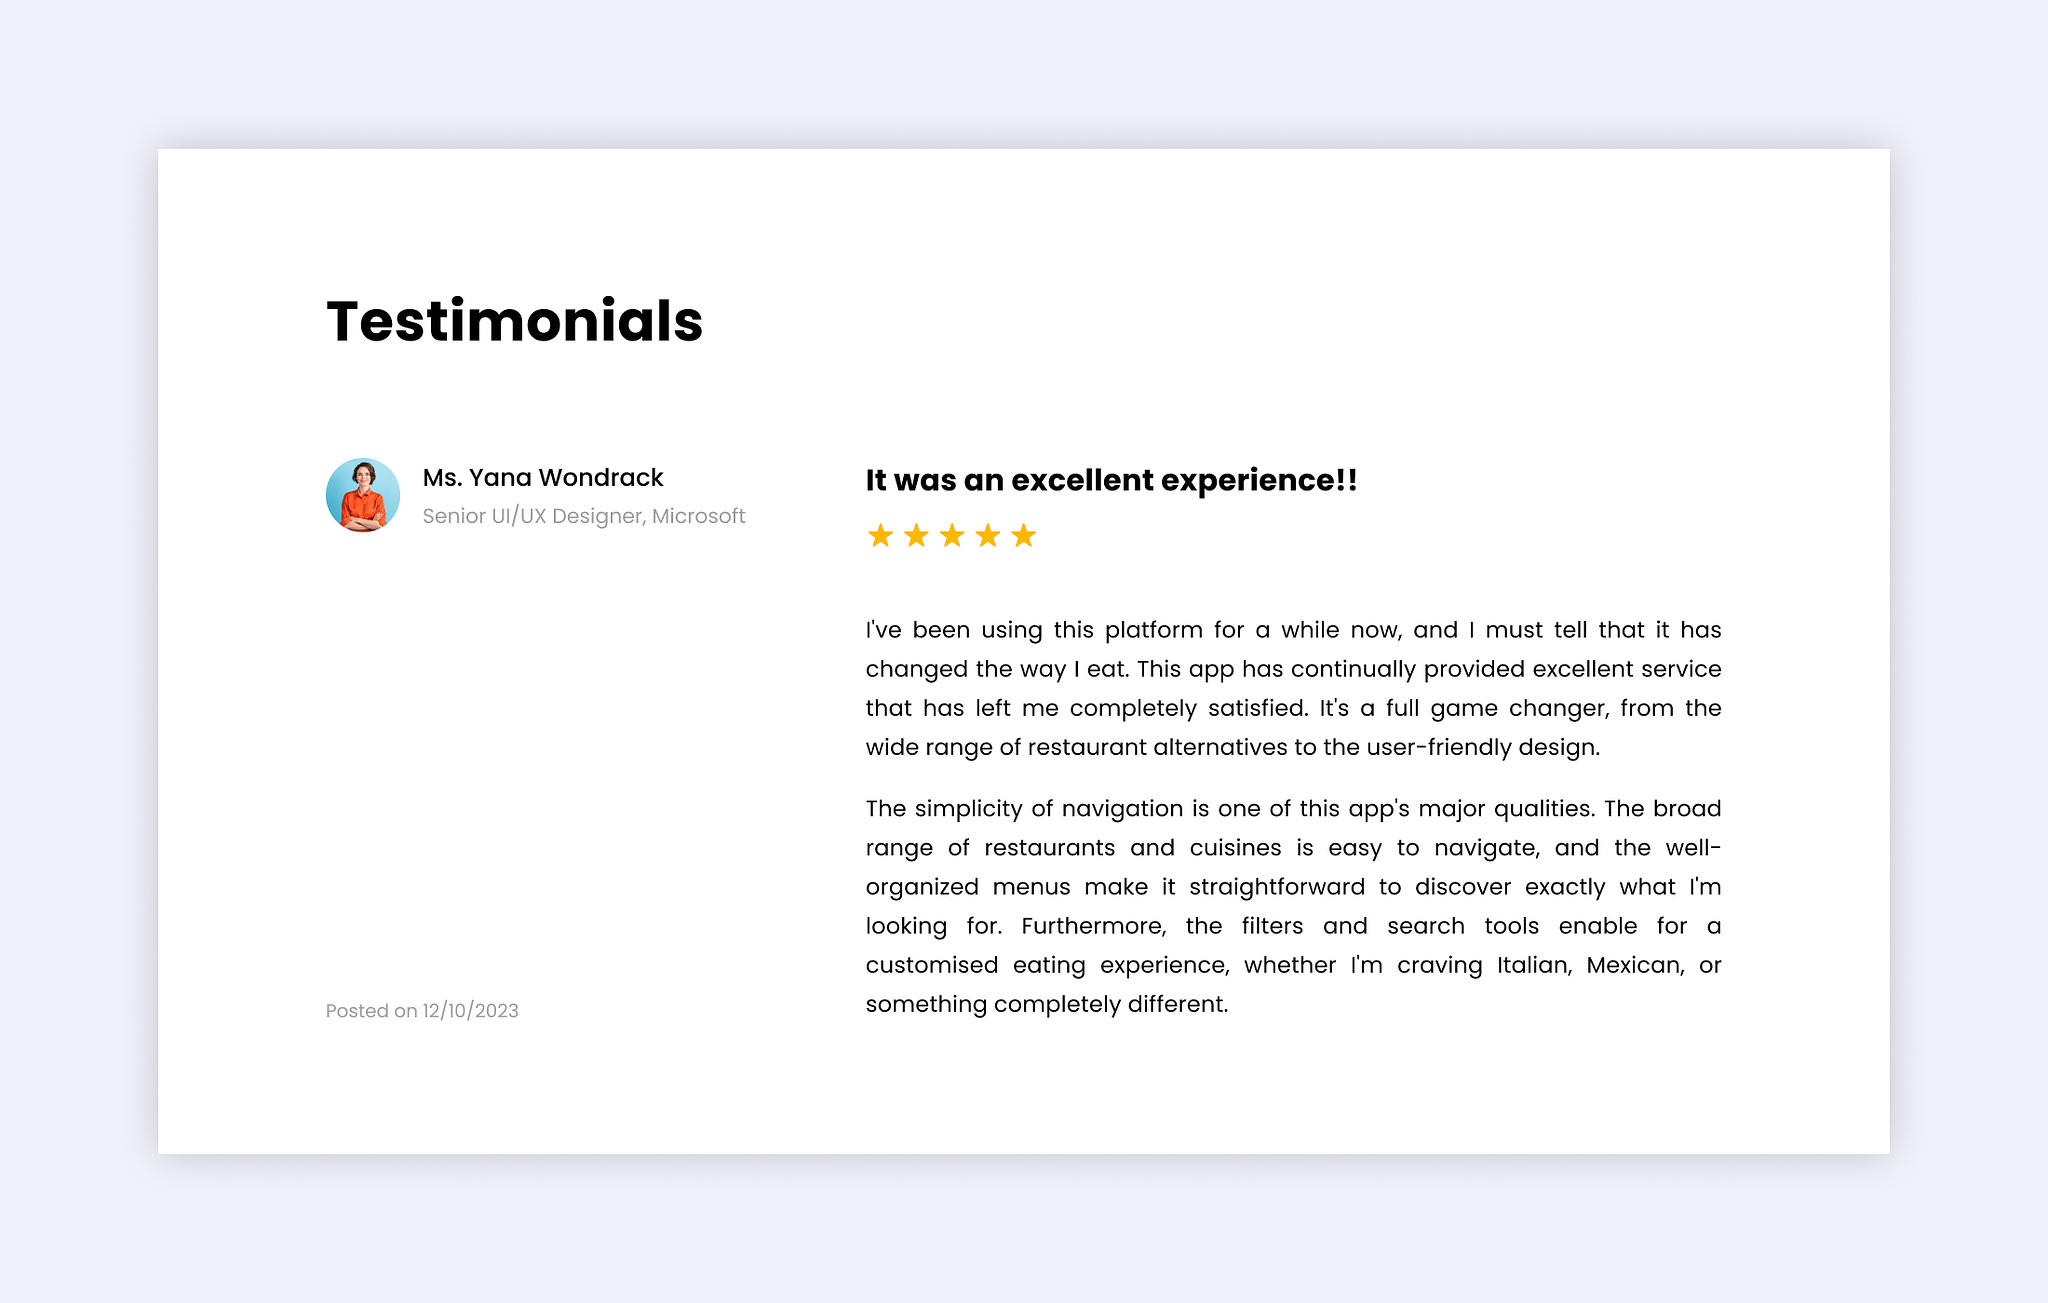 Testimonials
Ms. Yana Wondrack
Senior UI/UX Designer, Microsoft
It was an excellent experience!!
I've been using this platform for a while now, and I must tell that it has
changed the way I eat. This app has continually provided excellent service
that has left me completely satisfied. It's a full game changer, from the
wide range of restaurant alternatives to the user-friendly design.
The simplicity of navigation is one of this app's major qualities. The broad
range of restaurants and cuisines is easy to navigate, and the well-
organized menus make it straightforward to discover exactly what I'm
looking for. Furthermore, the filters and search tools enable for a
customised eating experience, whether I'm craving Italian, Mexican, or
something completely different.
Posted on 12/10/2023